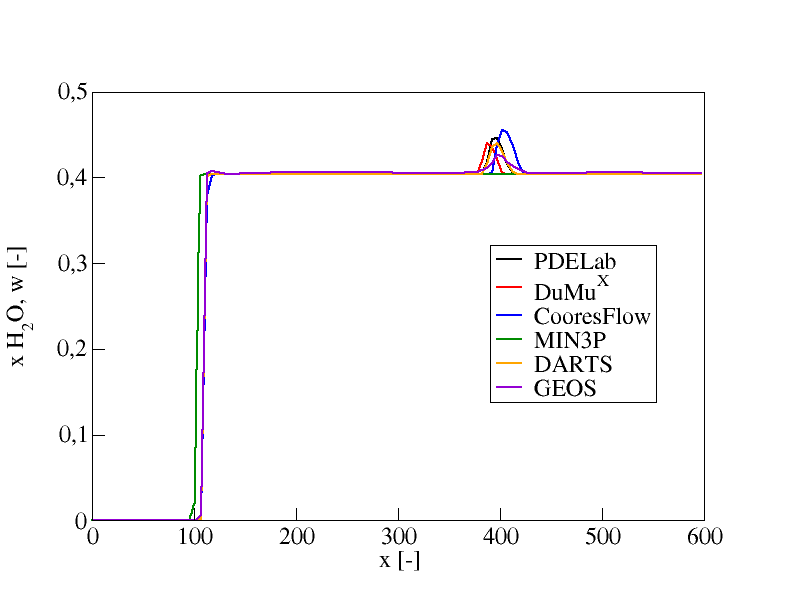 0,5
0,4
0,3
0,2
0,1
0
x H₂O, w [-]
PDELab
DuMuˣ
CooresFlow
MIN3P
DARTS
GEOS
0 100 200 300 400 500 600
x [-]